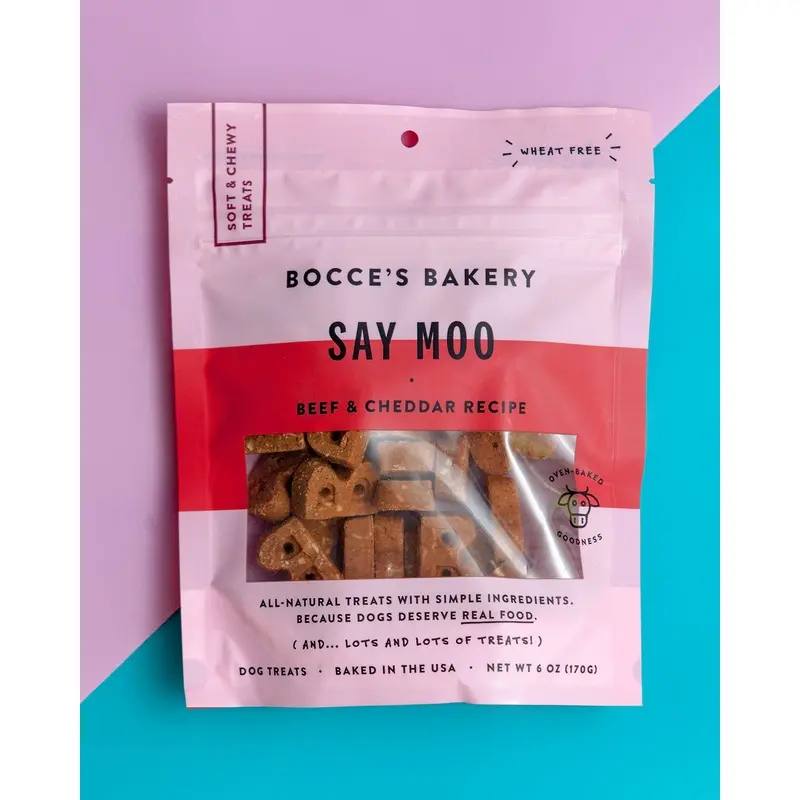 SOFT & CHEWY
TREATS
WHEAT FREE
BOCCE'S BAKERY
SAY MOO
BEEF & CHEDDAR RECIPE
OVEN-BAKED
GOODNESS
ALL-NATURAL TREATS WITH SIMPLE INGREDIENTS.
BECAUSE DOGS DESERVE REAL FOOD.
(AND... LOTS AND LOTS OF TREATS!)
DOG TREATS · BAKED IN THE USA · NET WT 6 OZ (170G)